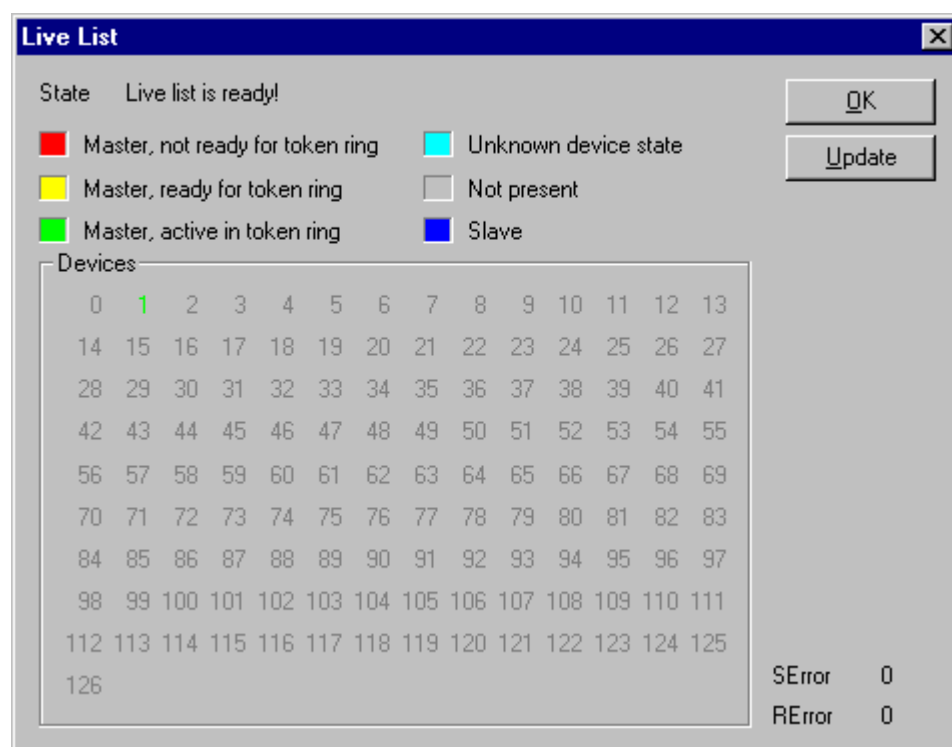 Live List
State Live list is ready!
OK
Master, not ready for token ring Unknown device state
Update
Master, ready for token ring Not present
Master, active in token ring Slave
Devices
0 1 2 3 4 5 6 7 8 9 10 11 12 13
14 15 16 17 18 19 20 21 22 23 24 25 26 27
28 29 30 31 32 33 34 35 36 37 38 39 40 41
42 43 44 45 46 47 48 49 50 51 52 53 54 55
56 57 58 59 60 61 62 63 64 65 66 67 68 69
70 71 72 73 74 75 76 77 78 79 80 81 82 83
84 85 86 87 88 89 90 91 92 93 94 95 96 97
98 99 100 101 102 103 104 105 106 107 108 109 110 111
112 113 114 115 116 117 118 119 120 121 122 123 124 125
126
SError 0
RError 0